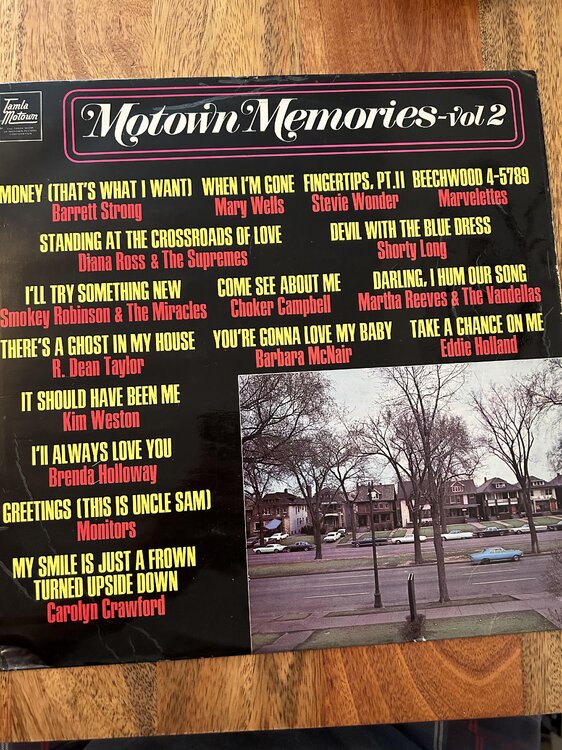 Tamla
Motown
Motown Memories-vol 2
MONEY (THAT'S WHAT I WANT) WHEN I'M GONE FINGERTIPS, PT.II BEECHWOOD 4-5789
Barrett Strong Mary Wells Stevie Wonder Marvelettes
STANDING AT THE CROSSROADS OF LOVE DEVIL WITH THE BLUE DRESS
Diana Ross & The Supremes Shorty Long
I'LL TRY SOMETHING NEW COME SEE ABOUT ME DARLING, I HUM OUR SONG
Smokey Robinson & The Miracles Choker Campbell Martha Reeves & The Vandellas
THERE'S A GHOST IN MY HOUSE YOU'RE GONNA LOVE MY BABY TAKE A CHANCE ON ME
R. Dean Taylor Barbara McNair Eddie Holland
IT SHOULD HAVE BEEN ME
Kim Weston
I'll ALWAYS LOVE YOU
Brenda Holloway
GREETINGS (THIS IS UNCLE SAM)
Monitors
MY SMILE IS JUST A FROWN
TURNED UPSIDE DOWN
Carolyn Crawford